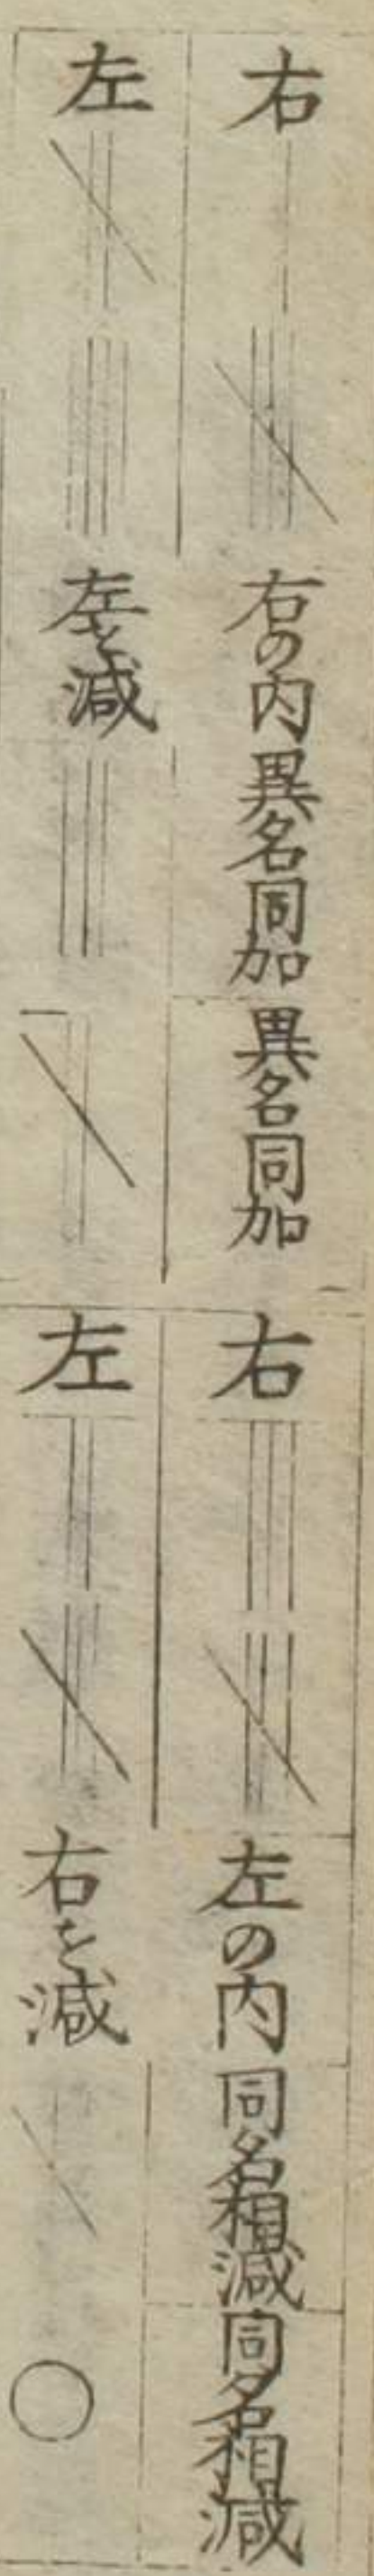 右 〡 〣
右の内 異名同加 異名同加
左 〢 〤
左を減
右
左の内 同名相減 同名相減
左
右を減 〇